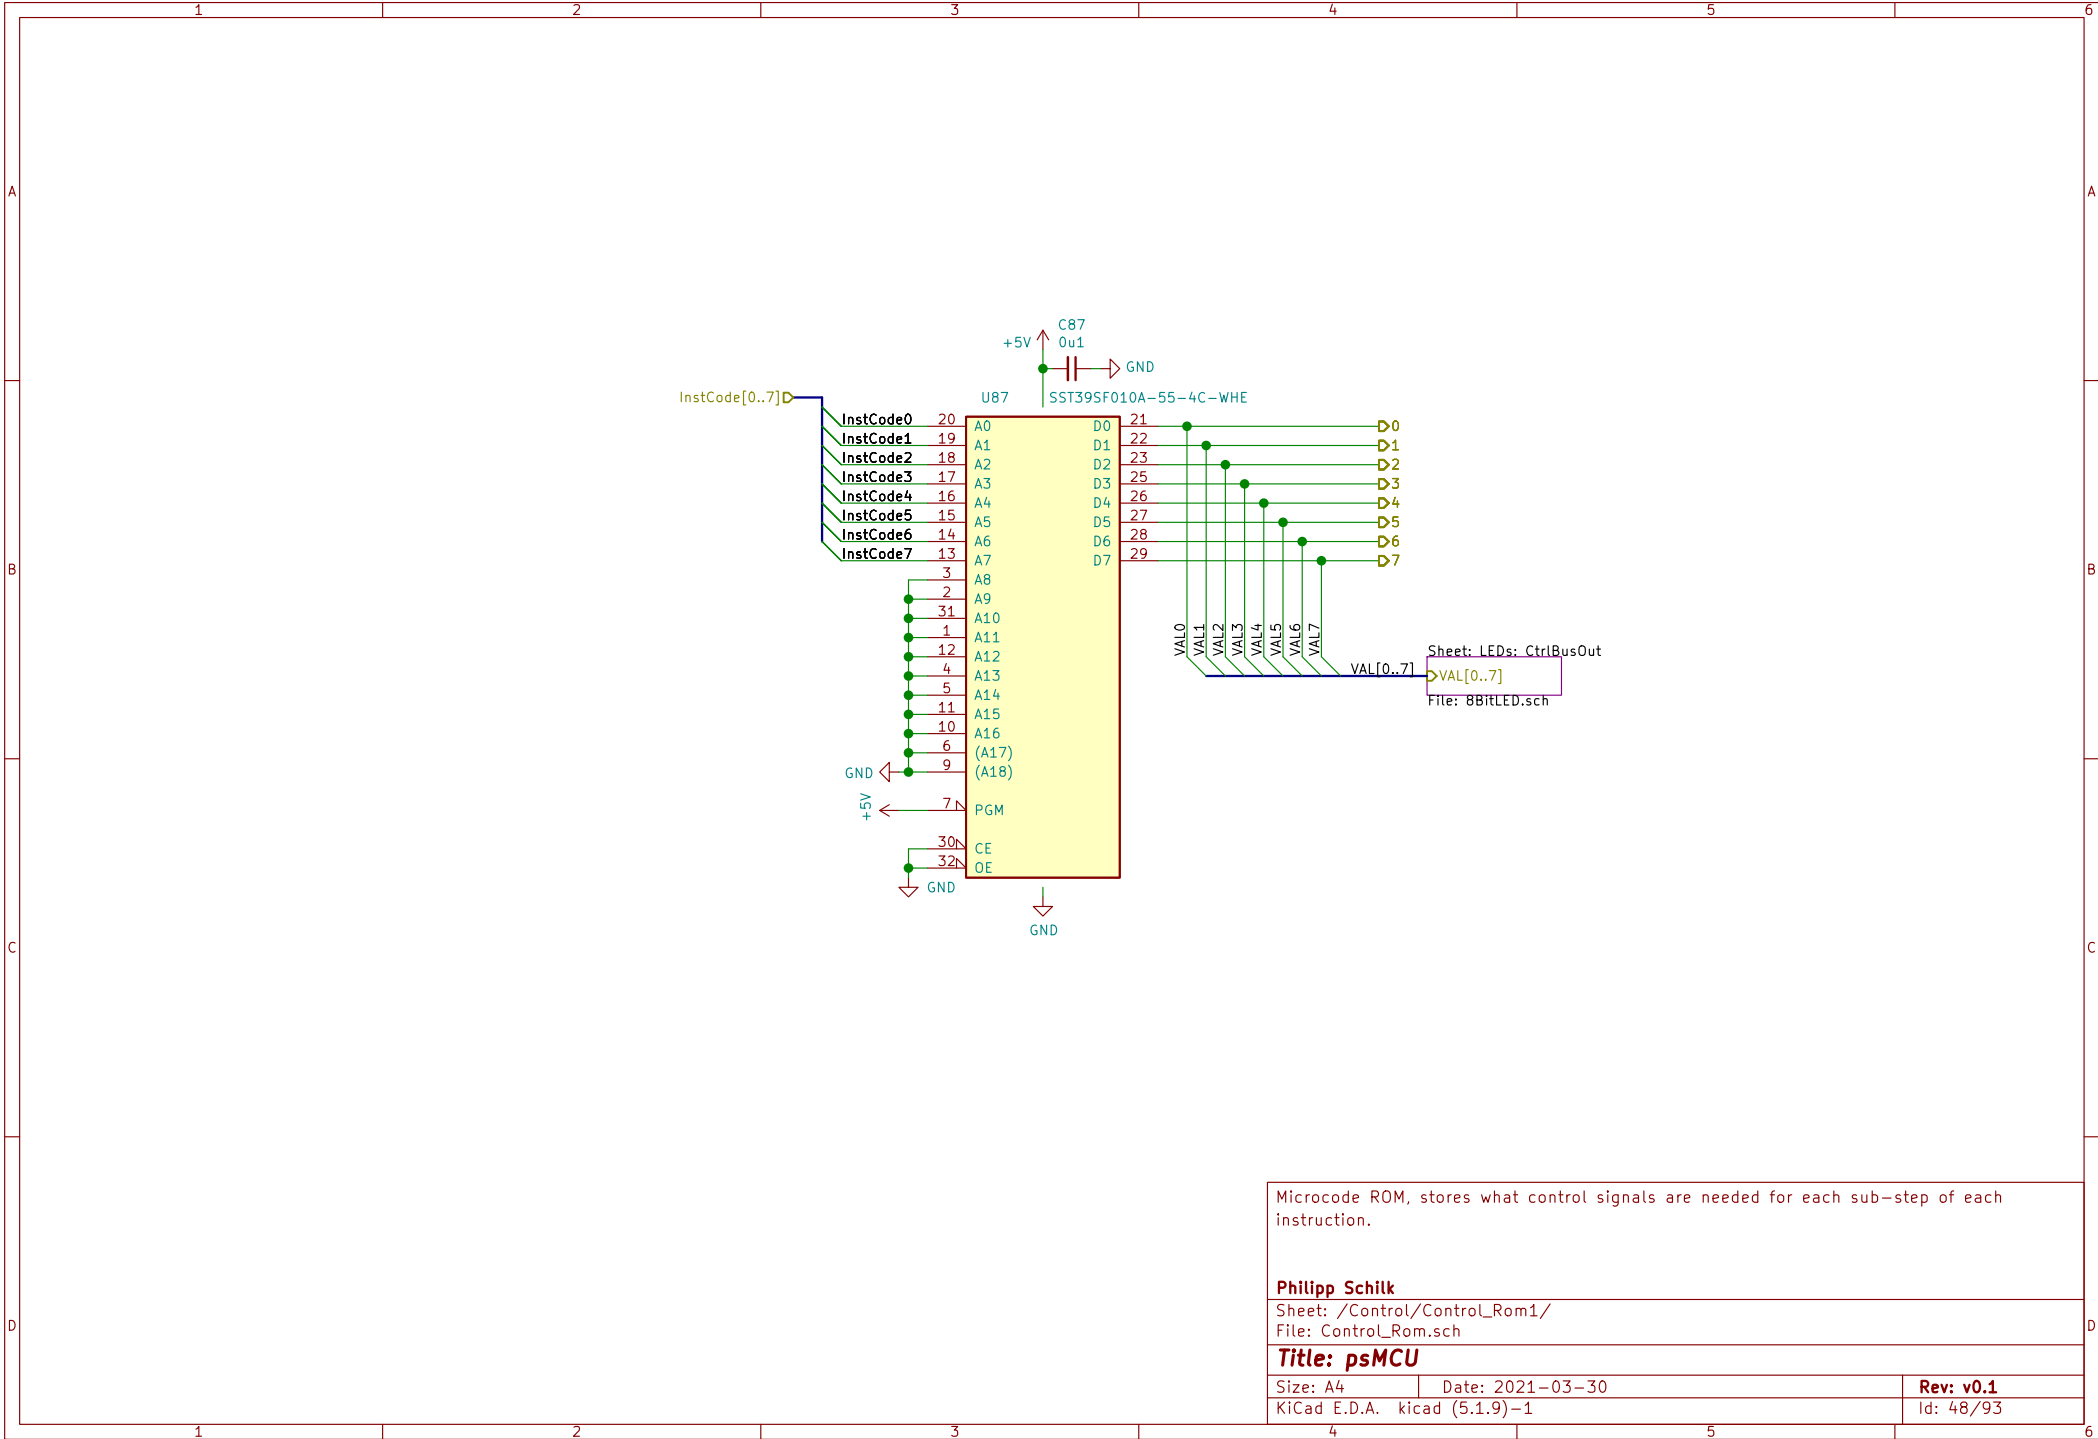 1 2 3 4 5 6
A A
C87
+5V 0u1
GND
InstCode[0..7] U87 SST39SF010A-55-4C-WHE
InstCode0 20 A0 D0 21 0
InstCode1 19 A1 D1 22 1
InstCode2 18 A2 D2 23 2
InstCode3 17 A3 D3 25 3
InstCode4 16 A4 D4 26 4
InstCode5 15 A5 D5 27 5
InstCode6 14 A6 D6 28 6
InstCode7 13 A7 D7 29 7
B B
3 A8
2 A9
31 A10
1 A11
12 A12
4 A13
5 A14
11 A15
10 A16
6 (A17)
GND 9 (A18)
VAL0 VAL1 VAL2 VAL3 VAL4 VAL5 VAL6 VAL7
Sheet: LEDs: CtrlBusOut
VAL[0..7] VAL[0..7]
File: 8BitLED.sch
+5V 7 PGM
30 CE
32 OE
GND
GND
C C
Microcode ROM, stores what control signals are needed for each sub-step of each
instruction.
Philipp Schilk
Sheet: /Control/Control_Rom1/
File: Control_Rom.sch
D D
Title: psMCU
Size: A4 Date: 2021-03-30 Rev: v0.1
KiCad E.D.A. kicad (5.1.9)-1 Id: 48/93
1 2 3 4 5 6